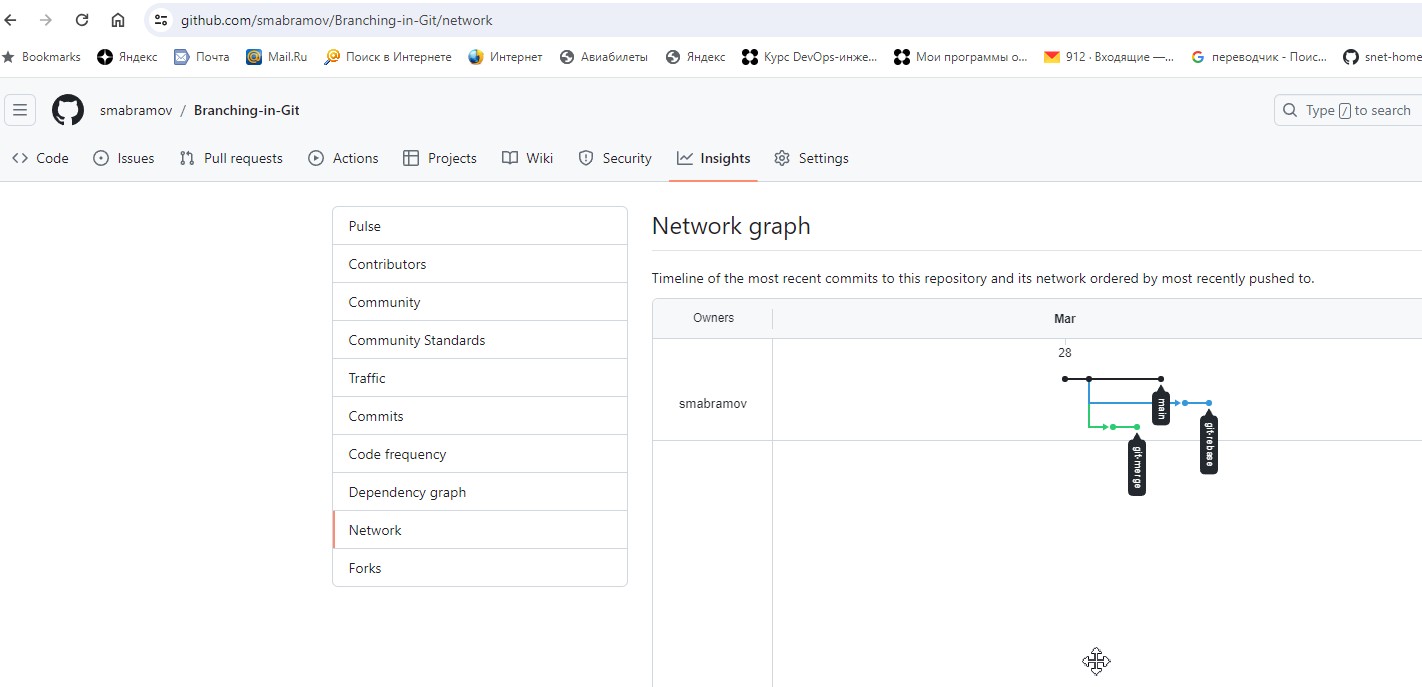 github.com/smabramov/Branching-in-Git/network
Bookmarks Яндекс Почта Mail.Ru Поиск в Интернете Интернет Авиабилеты Яндекс Курс DevOps-инже... Мои программы о... 912 · Входящие —... переводчик - Поис... snet-home
smabramov / Branching-in-Git
Type / to search
Code Issues Pull requests Actions Projects Wiki Security Insights Settings
Pulse
Contributors
Community
Community Standards
Traffic
Commits
Code frequency
Dependency graph
Network
Forks
Network graph
Timeline of the most recent commits to this repository and its network ordered by most recently pushed to.
Owners
Mar
28
smabramov
main
git-rebase
git-merge